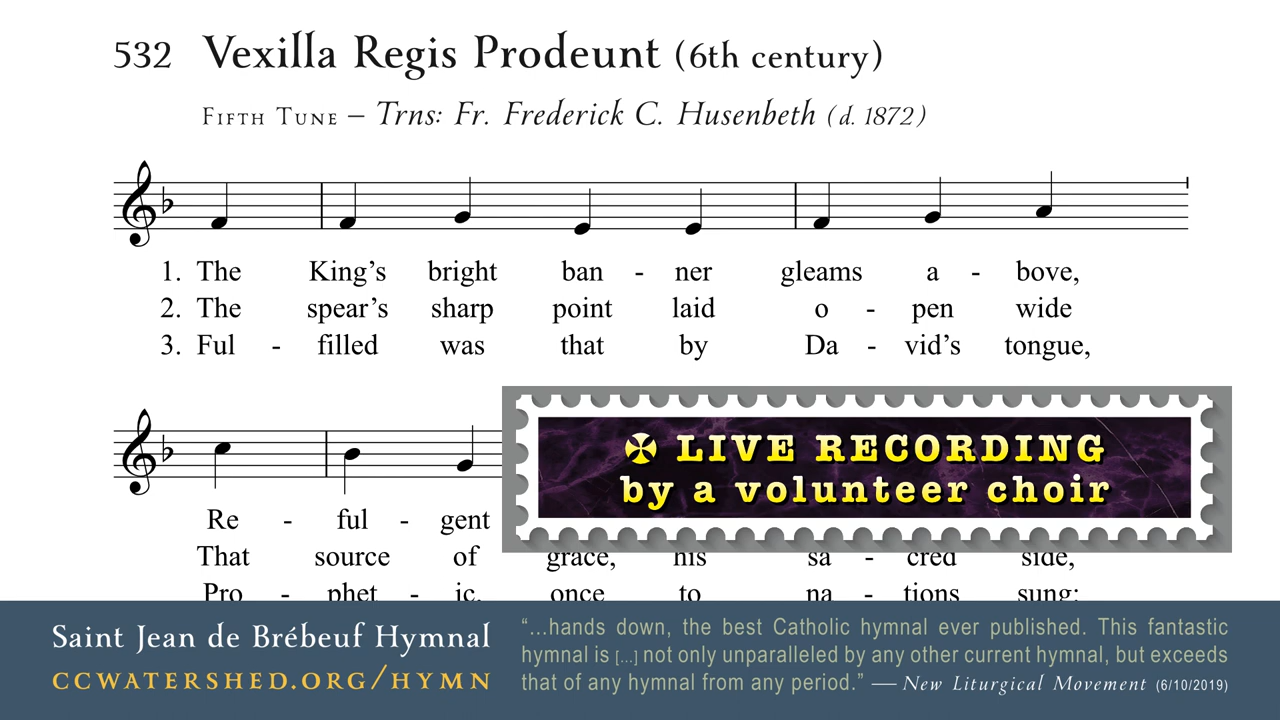 532 Vexilla Regis Prodeunt (6th century)
Fifth Tune – Trns: Fr. Frederick C. Husenbeth (d. 1872)
1. The King's bright ban - ner gleams a - bove,
2. The spear's sharp point laid o - pen wide
3. Ful - filled was that by Da - vid's tongue,
LIVE RECORDING
by a volunteer choir
Re - ful - gent
That source of grace, his sa - cred side,
Pro - phet - ic, once to na - tions sung:
Saint Jean de Brébeuf Hymnal
CCWATERSHED.ORG/HYMN
“...hands down, the best Catholic hymnal ever published. This fantastic
hymnal is [...] not only unparalleled by any other current hymnal, but exceeds
that of any hymnal from any period.” — New Liturgical Movement (6/10/2019)